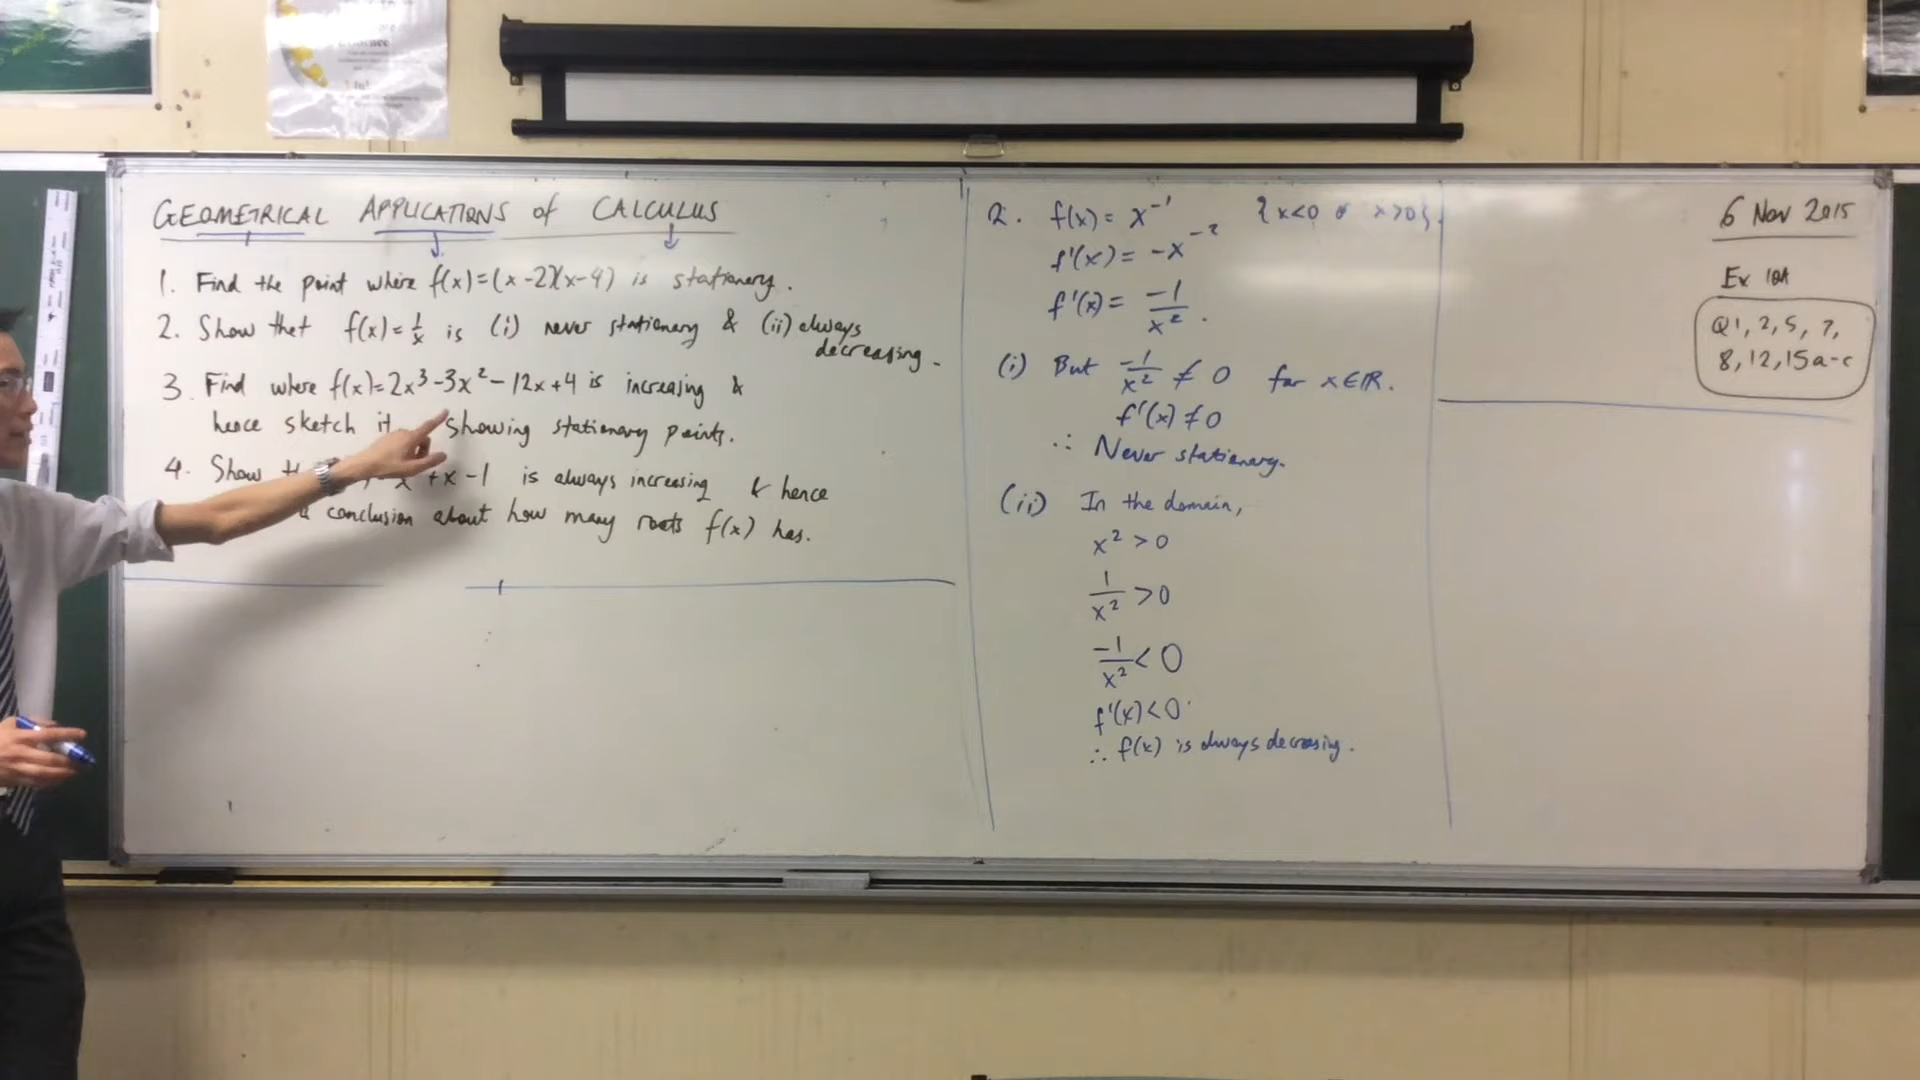 GEOMETRICAL APPLICATIONS of CALCULUS
1. Find the point where f(x)=(x-2)(x-4) is stationary.
2. Show that f(x)=1/x is (i) never stationary & (ii) always
decreasing.
3. Find where f(x)=2x³-3x²-12x+4 is increasing &
hence sketch it showing stationary points.
4. Show +x-1 is always increasing & hence
conclusion about how many roots f(x) has.
2. f(x)= x⁻¹ {x<0 or x>0}.
f'(x)= -x⁻²
f'(x)= -1/x².
(i) But -1/x² ≠ 0 for x∈ℝ.
f'(x)≠0
∴ Never stationary.
(ii) In the domain,
x²>0
1/x²>0
-1/x²<0
f'(x)<0
∴ f(x) is always decreasing.
6 Nov 2015
Ex 10A
Q1, 2, 5, 7,
8, 12, 15a-c